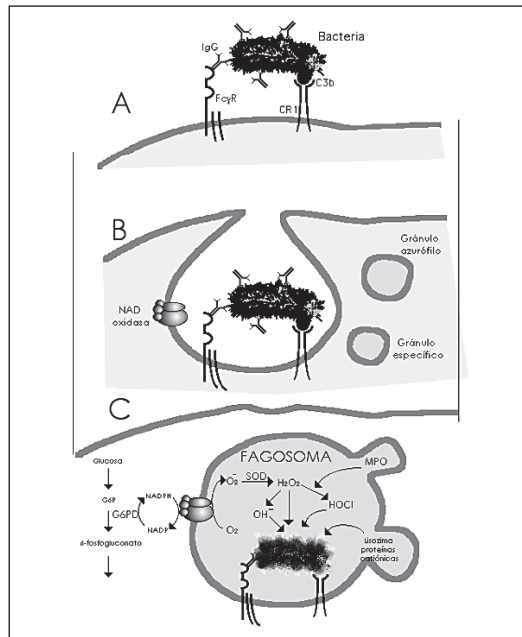 Bacteria
IgG
C3b
FcγR
CR1
A
B
Gránulo
azurófilo
NAD
oxidasa
Gránulo
específico
C
FAGOSOMA
Glucosa
MPO
O₂⁻
SOD
H₂O₂
G6P
NADPH
HOCl
G6PD
OH⁻
NADP
O₂
Lisozima
proteínas
catiónicas
6-fosfogluconato